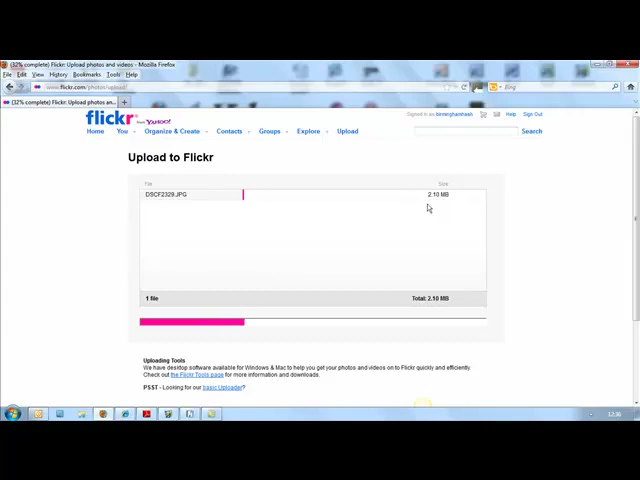 (32% complete) Flickr: Upload photos and videos - Mozilla Firefox
File Edit View History Bookmarks Tools Help
www.flickr.com/photos/upload/
Bing
(32% complete) Flickr: Upload photos an...
flickr from YAHOO!
Signed in as birminghamhash Help Sign Out
Home You Organize & Create Contacts Groups Explore Upload
Search
Upload to Flickr
File Size
DSCF2329.JPG 2.10 MB
1 file Total: 2.10 MB
Uploading Tools
We have desktop software available for Windows & Mac to help you get your photos and videos on to Flickr quickly and efficiently.
Check out the Flickr Tools page for more information and downloads.
PSST - Looking for our basic Uploader?
12:36